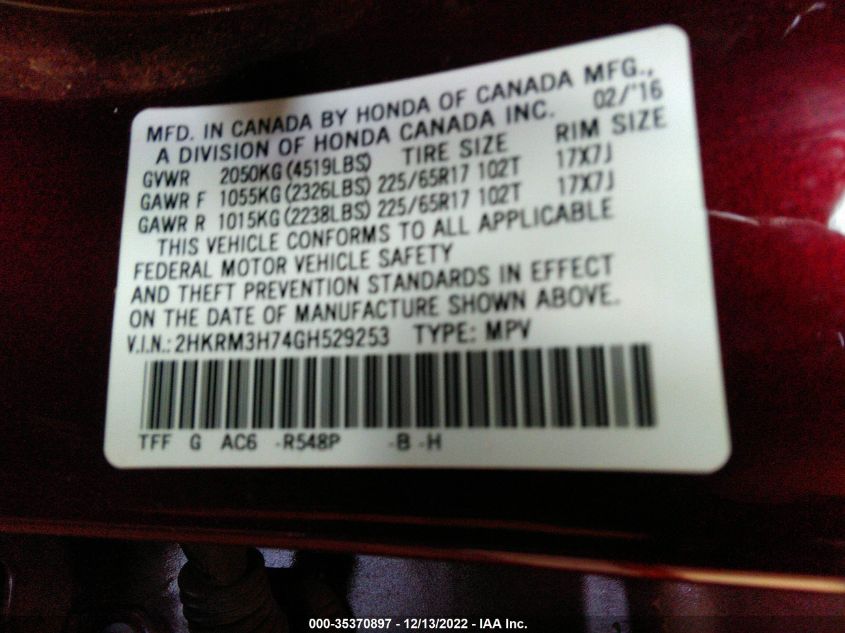 MFD. IN CANADA BY HONDA OF CANADA MFG.,
A DIVISION OF HONDA CANADA INC. 02/'16
GVWR 2050KG(4519LBS) TIRE SIZE RIM SIZE
GAWR F 1055KG(2326LBS) 225/65R17 102T 17X7J
GAWR R 1015KG(2238LBS) 225/65R17 102T 17X7J
THIS VEHICLE CONFORMS TO ALL APPLICABLE
FEDERAL MOTOR VEHICLE SAFETY
AND THEFT PREVENTION STANDARDS IN EFFECT
ON THE DATE OF MANUFACTURE SHOWN ABOVE.
V.I.N.: 2HKRM3H74GH529253 TYPE: MPV
TFF G AC6 -R548P -B -H
000-35370897 - 12/13/2022 - IAA Inc.